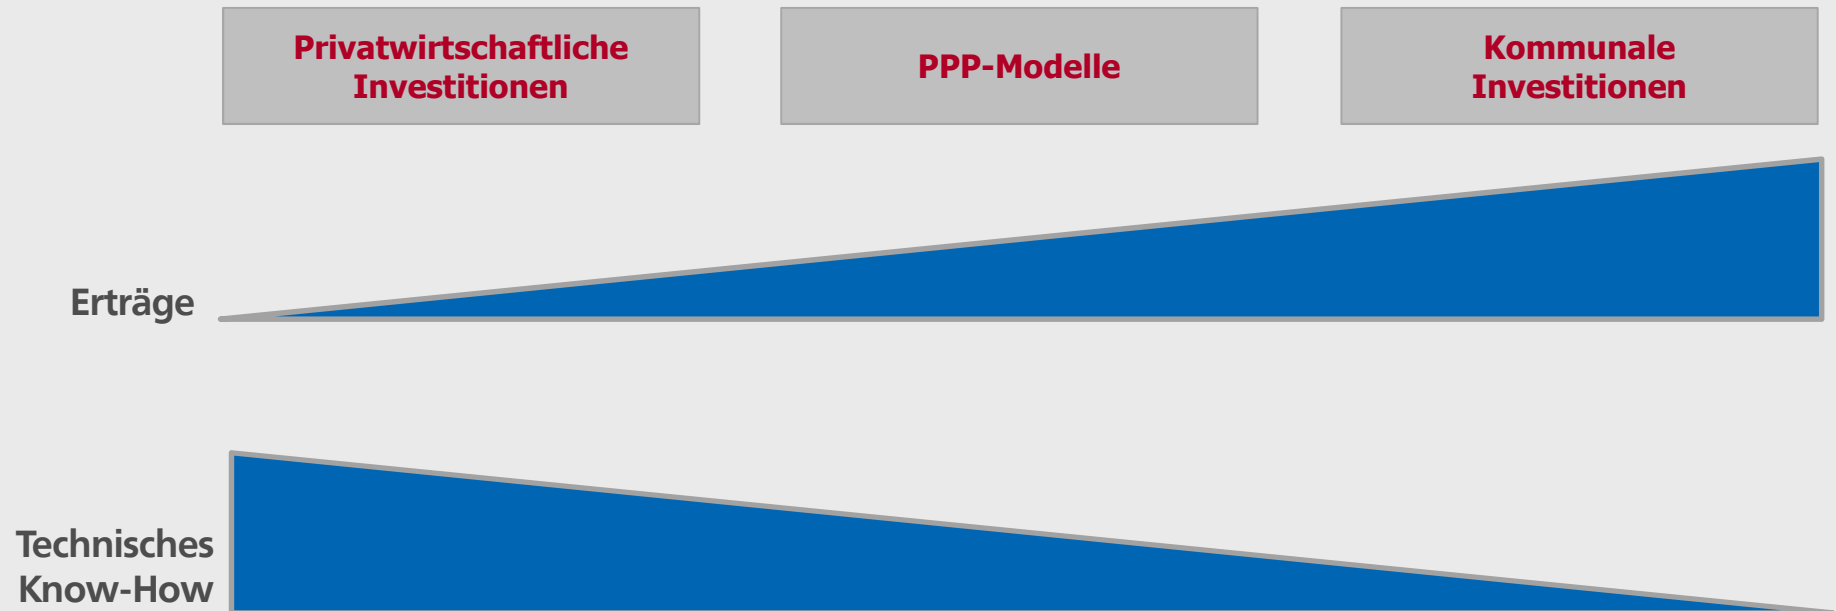 Privatwirtschaftliche
Investitionen
PPP-Modelle
Kommunale
Investitionen
Erträge
Technisches
Know-How